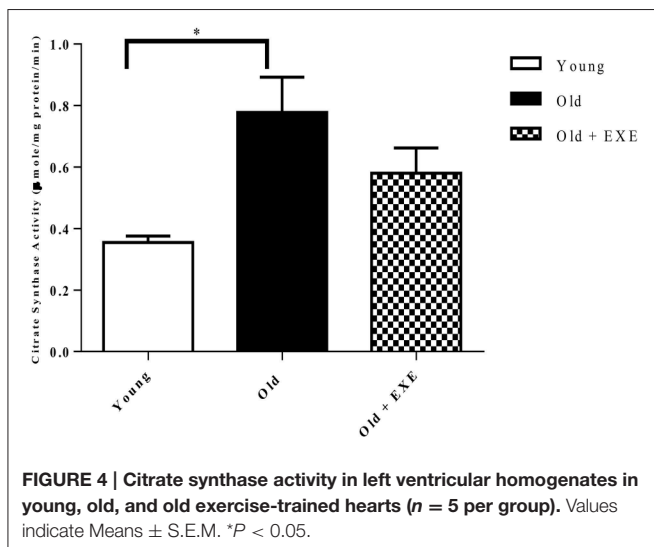 *
1.0
0.8
0.6
0.4
0.2
0.0
Citrate Synthase Activity (µmole/mg protein/min)
Young
Old
Old + EXE
Young
Old
Old + EXE
FIGURE 4 | Citrate synthase activity in left ventricular homogenates in
young, old, and old exercise-trained hearts (n = 5 per group). Values
indicate Means ± S.E.M. *P < 0.05.